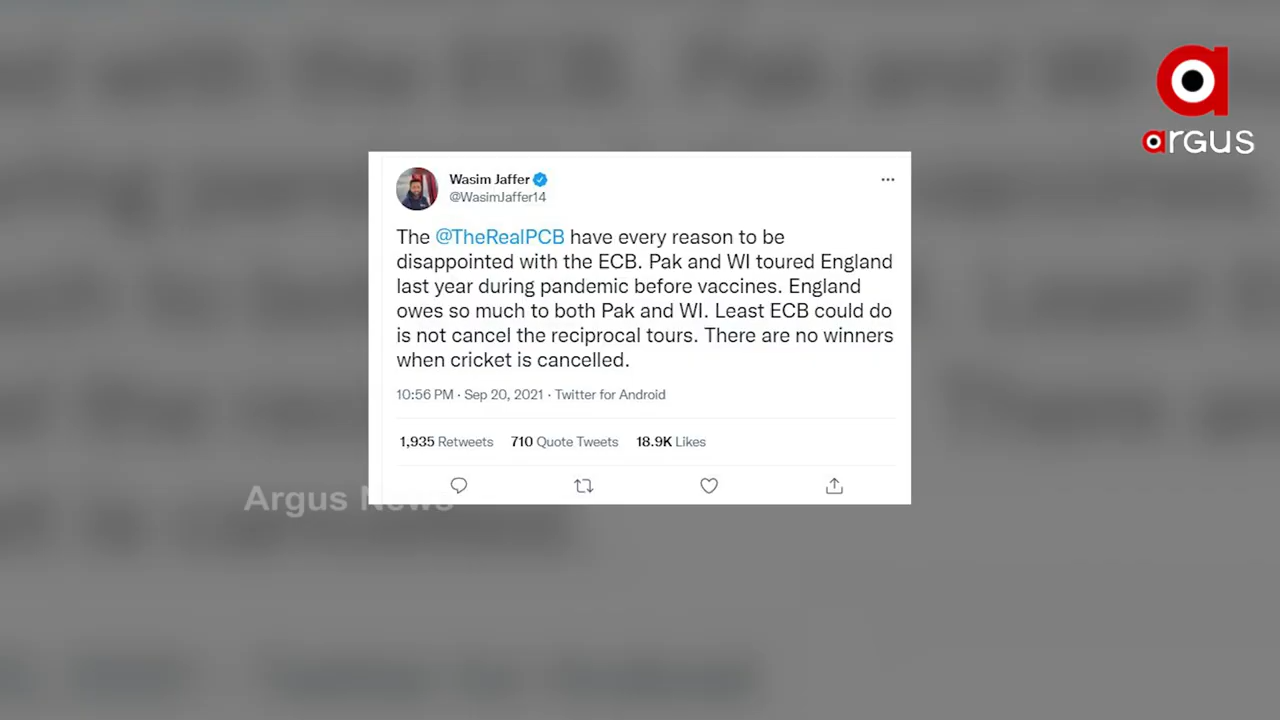 argus
Wasim Jaffer
@WasimJaffer14
The @TheRealPCB have every reason to be
disappointed with the ECB. Pak and WI toured England
last year during pandemic before vaccines. England
owes so much to both Pak and WI. Least ECB could do
is not cancel the reciprocal tours. There are no winners
when cricket is cancelled.
10:56 PM · Sep 20, 2021 · Twitter for Android
1,935 Retweets 710 Quote Tweets 18.9K Likes
Argus News